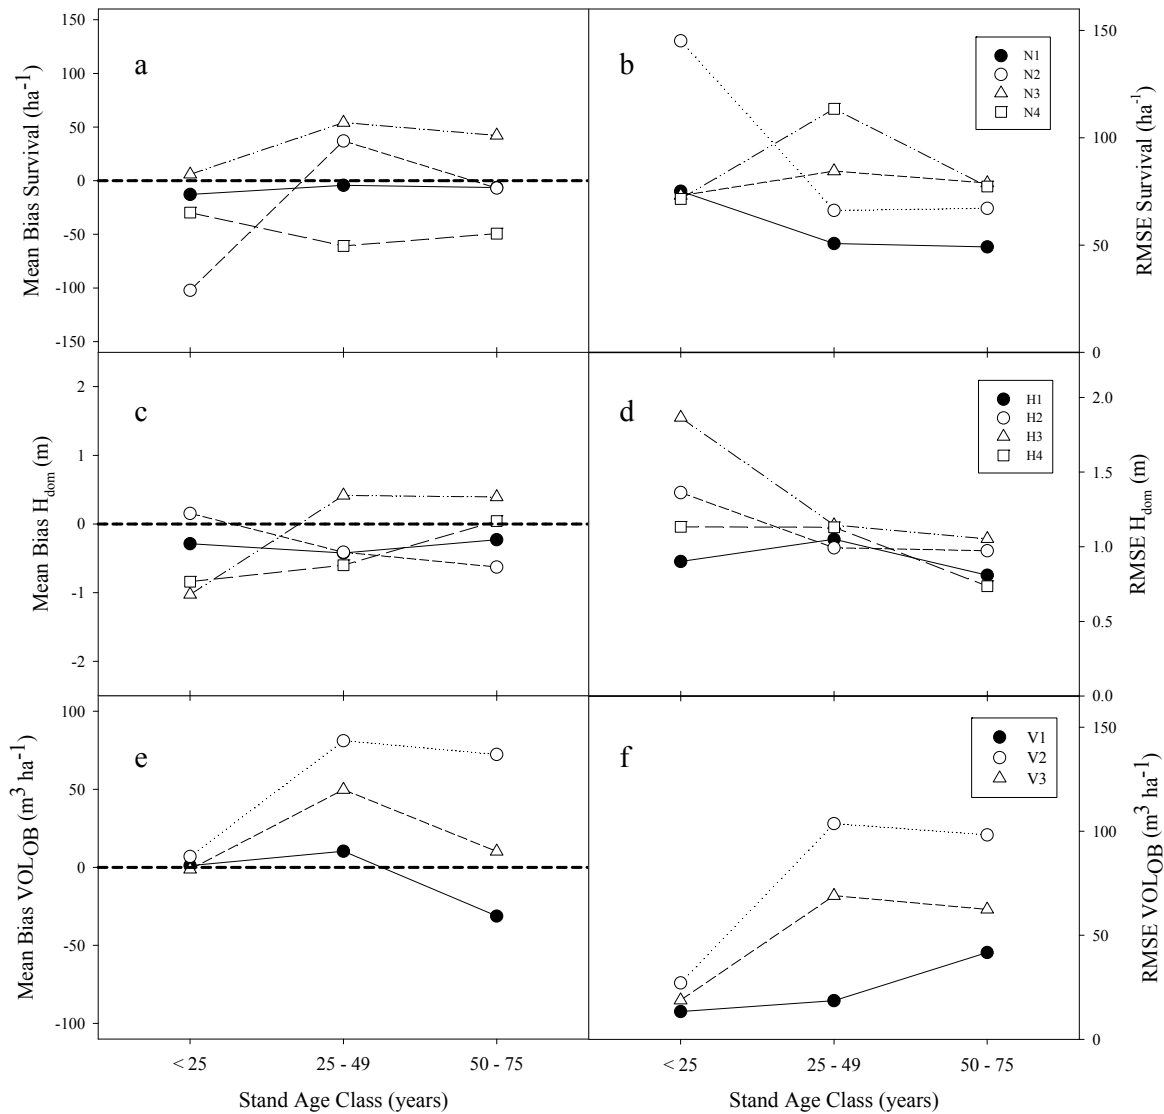 a
Mean Bias Survival (ha-1)
150
100
50
0
-50
-100
-150
b
N1
N2
N3
N4
150
100
50
0
RMSE Survival (ha-1)
c
Mean Bias Hdom (m)
2
1
0
-1
-2
d
H1
H2
H3
H4
2.0
1.5
1.0
0.5
0.0
RMSE Hdom (m)
e
Mean Bias VOLOB (m3 ha-1)
100
50
0
-50
-100
f
V1
V2
V3
150
100
50
0
RMSE VOLOB (m3 ha-1)
< 25 25 - 49 50 - 75
Stand Age Class (years)
< 25 25 - 49 50 - 75
Stand Age Class (years)